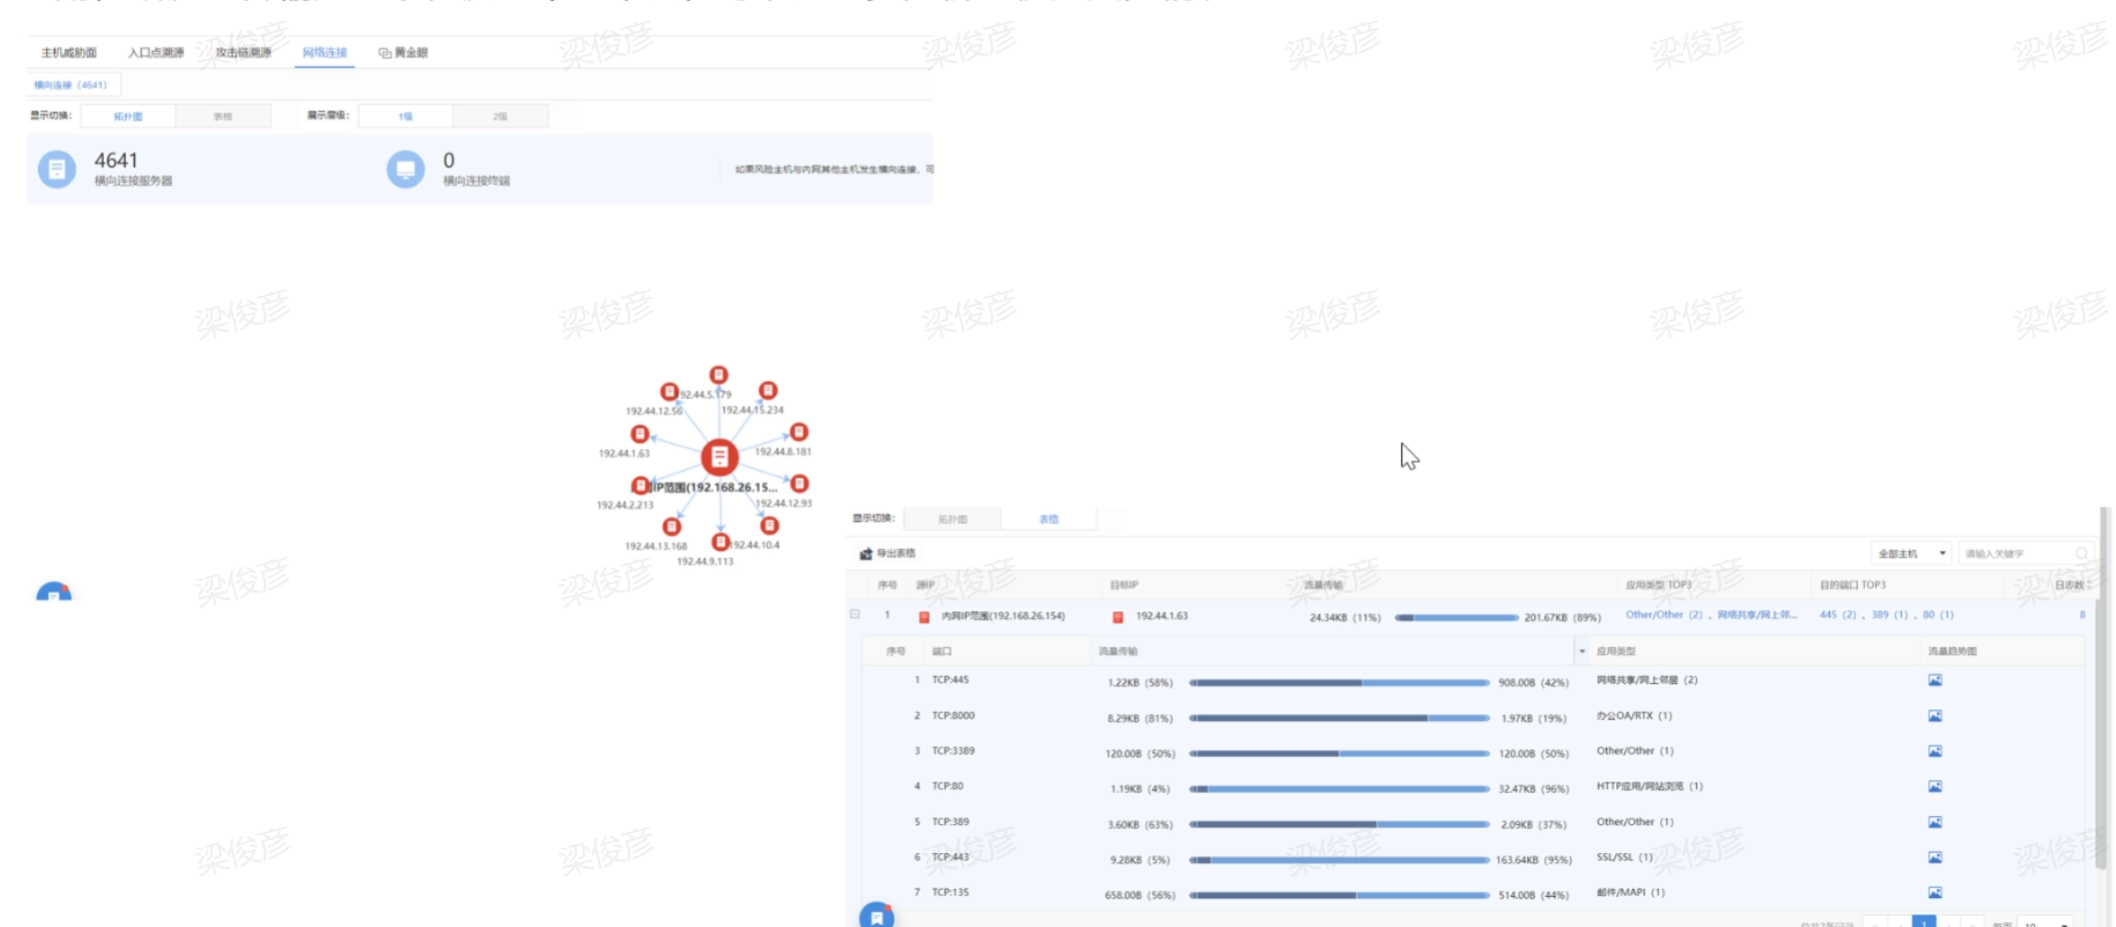 主机威胁面 入口点溯源 攻击链溯源 网络连接 黄金眼
横向连接（4641）
显示切换： 拓扑图 表格 展示层级： 1级 2级
4641
横向连接服务器
0
横向连接终端
如果风险主机与内网其他主机发生横向连接，可
192.44.12.56
92.44.5.179
192.44.15.234
192.44.1.63
192.44.8.181
IP范围(192.168.26.15...
192.44.2.213
192.44.12.93
192.44.13.168
192.44.10.4
192.44.9.113
显示切换： 拓扑图 表格
导出表格 全部主机 请输入关键字
序号 源IP 目标IP 流量传输 应用类型 TOP3 目的端口 TOP3 日志数
1 内网IP范围(192.168.26.154) 192.44.1.63 24.34KB (11%) 201.67KB (89%) Other/Other (2) 、网络共享/网上邻... 445 (2) 、389 (1) 、80 (1) 8
序号 端口 流量传输 应用类型 流量趋势图
1 TCP:445 1.22KB (58%) 908.00B (42%) 网络共享/网上邻居 (2)
2 TCP:8000 8.29KB (81%) 1.97KB (19%) 办公OA/RTX (1)
3 TCP:3389 120.00B (50%) 120.00B (50%) Other/Other (1)
4 TCP:80 1.19KB (4%) 32.47KB (96%) HTTP应用/网站浏览 (1)
5 TCP:389 3.60KB (63%) 2.09KB (37%) Other/Other (1)
6 TCP:443 9.28KB (5%) 163.64KB (95%) SSL/SSL (1)
7 TCP:135 658.00B (56%) 514.00B (44%) 邮件/MAPI (1)
1
梁俊彦